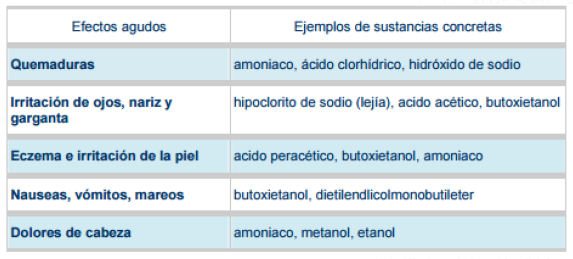 Efectos agudos Ejemplos de sustancias concretas
Quemaduras amoniaco, ácido clorhídrico, hidróxido de sodio
Irritación de ojos, nariz y garganta hipoclorito de sodio (lejía), acido acético, butoxietanol
Eczema e irritación de la piel acido peracético, butoxietanol, amoniaco
Nauseas, vómitos, mareos butoxietanol, dietilendlicolmonobutileter
Dolores de cabeza amoniaco, metanol, etanol